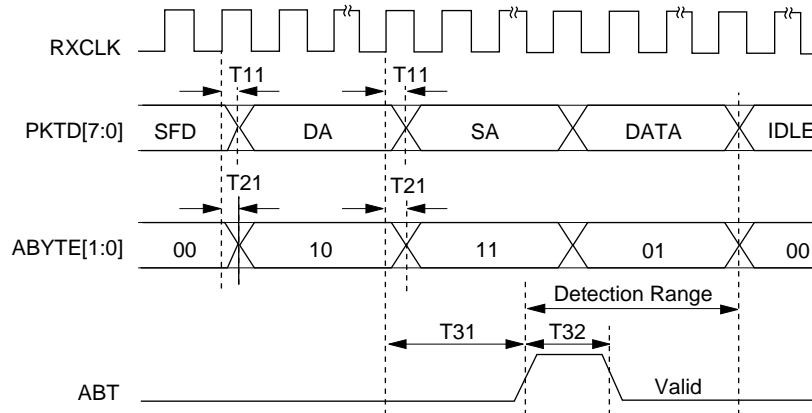 RXCLK
T11 T11
PKTD[7:0] SFD DA SA DATA IDLE
T21 T21
ABYTE[1:0] 00 10 11 01 00
Detection Range
T31 T32
ABT Valid